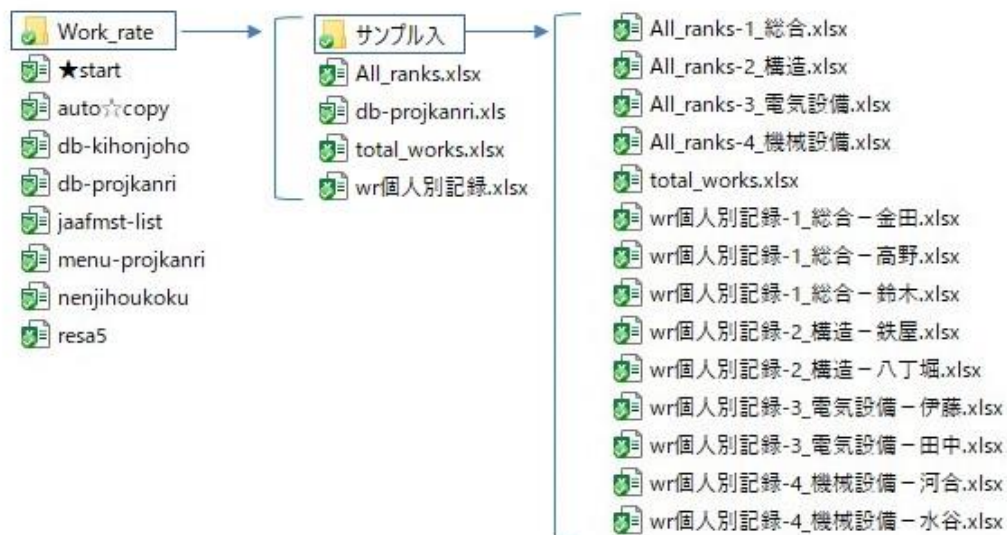 Work_rate
★start
auto☆copy
db-kihonjoho
db-projkanri
jaafmst-list
menu-projkanri
nenjihoukoku
resa5
サンプル入
All_ranks.xlsx
db-projkanri.xls
total_works.xlsx
wr個人別記録.xlsx
All_ranks-1_総合.xlsx
All_ranks-2_構造.xlsx
All_ranks-3_電気設備.xlsx
All_ranks-4_機械設備.xlsx
total_works.xlsx
wr個人別記録-1_総合－金田.xlsx
wr個人別記録-1_総合－高野.xlsx
wr個人別記録-1_総合－鈴木.xlsx
wr個人別記録-2_構造－鉄屋.xlsx
wr個人別記録-2_構造－八丁堀.xlsx
wr個人別記録-3_電気設備－伊藤.xlsx
wr個人別記録-3_電気設備－田中.xlsx
wr個人別記録-4_機械設備－河合.xlsx
wr個人別記録-4_機械設備－水谷.xlsx